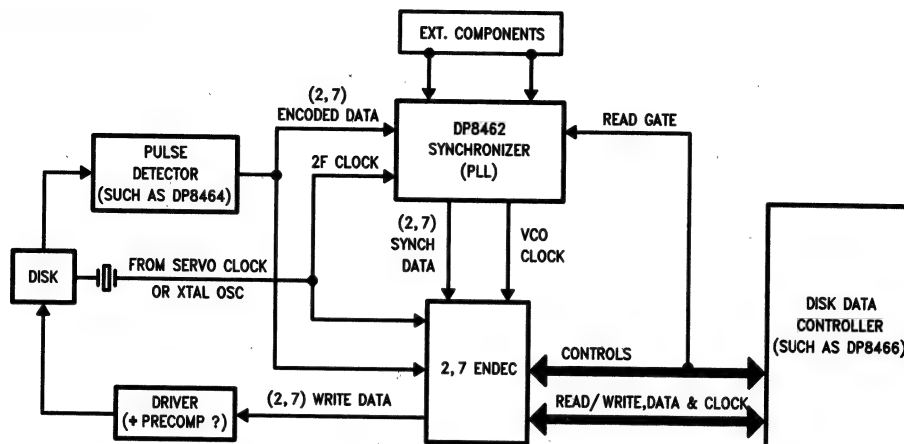 EXT. COMPONENTS
(2, 7)
ENCODED DATA
DP8462
SYNCHRONIZER
(PLL)
READ GATE
PULSE
DETECTOR
(SUCH AS DP8464)
2F CLOCK
(2, 7)
SYNCH
DATA
VCO
CLOCK
DISK
FROM SERVO CLOCK
OR XTAL OSC
DISK DATA
CONTROLLER
(SUCH AS DP8466)
2, 7 ENDEC
CONTROLS
DRIVER
(+ PRECOMP ?)
(2, 7) WRITE DATA
READ/WRITE,DATA & CLOCK